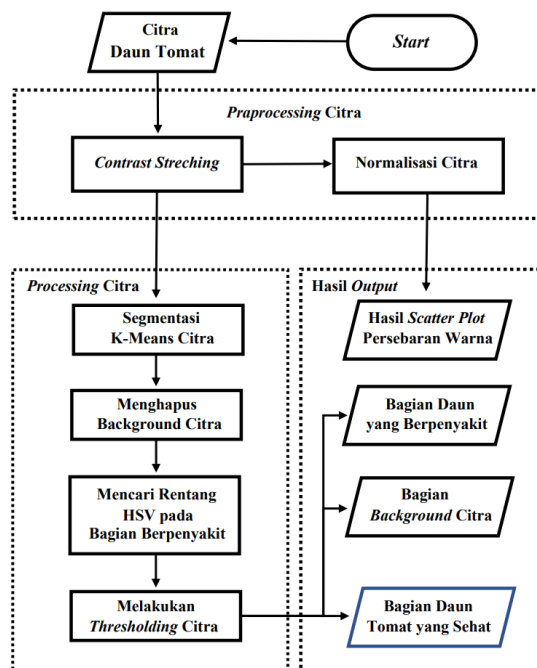 Citra
Daun Tomat
Start
Praprocessing Citra
Contrast Streching
Normalisasi Citra
Processing Citra
Segmentasi
K-Means Citra
Menghapus
Background Citra
Mencari Rentang
HSV pada
Bagian Berpenyakit
Melakukan
Thresholding Citra
Hasil Output
Hasil Scatter Plot
Persebaran Warna
Bagian Daun
yang Berpenyakit
Bagian
Background Citra
Bagian Daun
Tomat yang Sehat